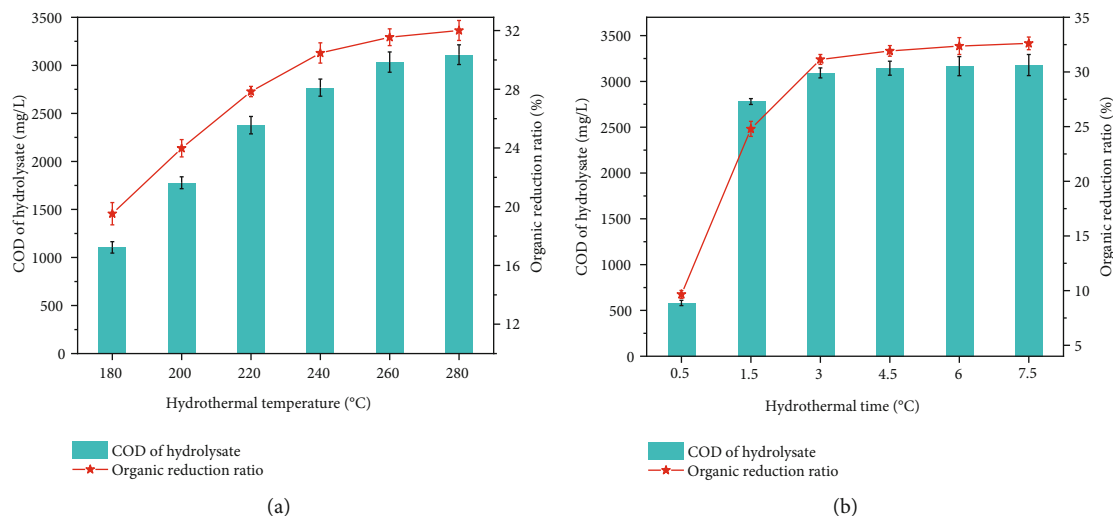 3500
3000
2500
2000
1500
1000
500
0
COD of hydrolysate (mg/L)
32
28
24
20
16
12
Organic reduction ratio (%)
180 200 220 240 260 280
Hydrothermal temperature (°C)
COD of hydrolysate
Organic reduction ratio
(a)
3500
3000
2500
2000
1500
1000
500
0
COD of hydrolysate (mg/L)
35
30
25
20
15
10
5
Organic reduction ratio (%)
0.5 1.5 3 4.5 6 7.5
Hydrothermal time (°C)
COD of hydrolysate
Organic reduction ratio
(b)